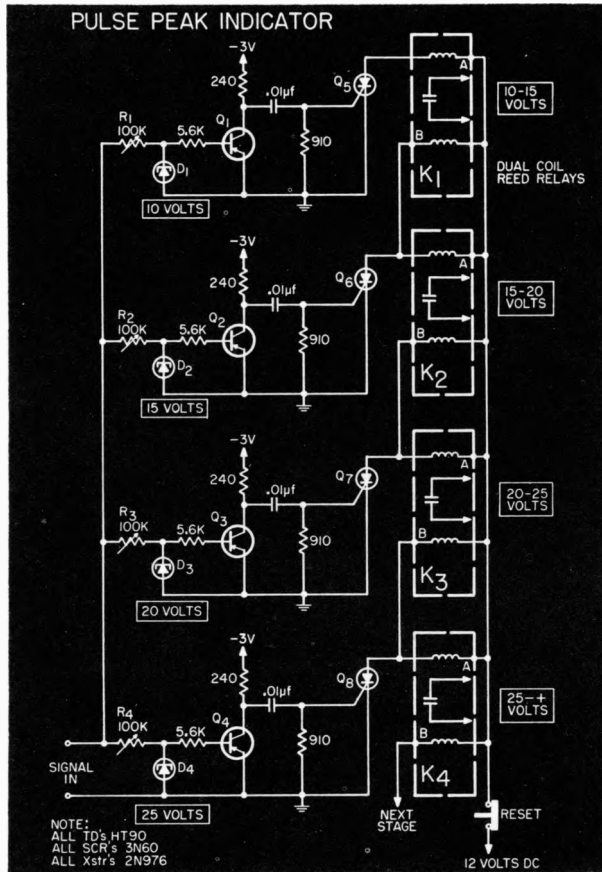 PULSE PEAK INDICATOR
-3V
240
.01µf
Q5
A
10-15
VOLTS
R1
100K
5.6K
Q1
910
B
D1
K1
DUAL COIL
REED RELAYS
10 VOLTS
-3V
240
.01µf
Q6
A
15-20
VOLTS
R2
100K
5.6K
Q2
910
B
D2
K2
15 VOLTS
-3V
240
.01µf
Q7
A
20-25
VOLTS
R3
100K
5.6K
Q3
910
B
D3
K3
20 VOLTS
-3V
240
.01µf
Q8
A
25-+
VOLTS
R4
100K
5.6K
Q4
910
B
D4
K4
SIGNAL
IN
25 VOLTS
NEXT
STAGE
RESET
12 VOLTS DC
NOTE:
ALL TD's HT90
ALL SCR's 3N60
ALL Xstr's 2N976